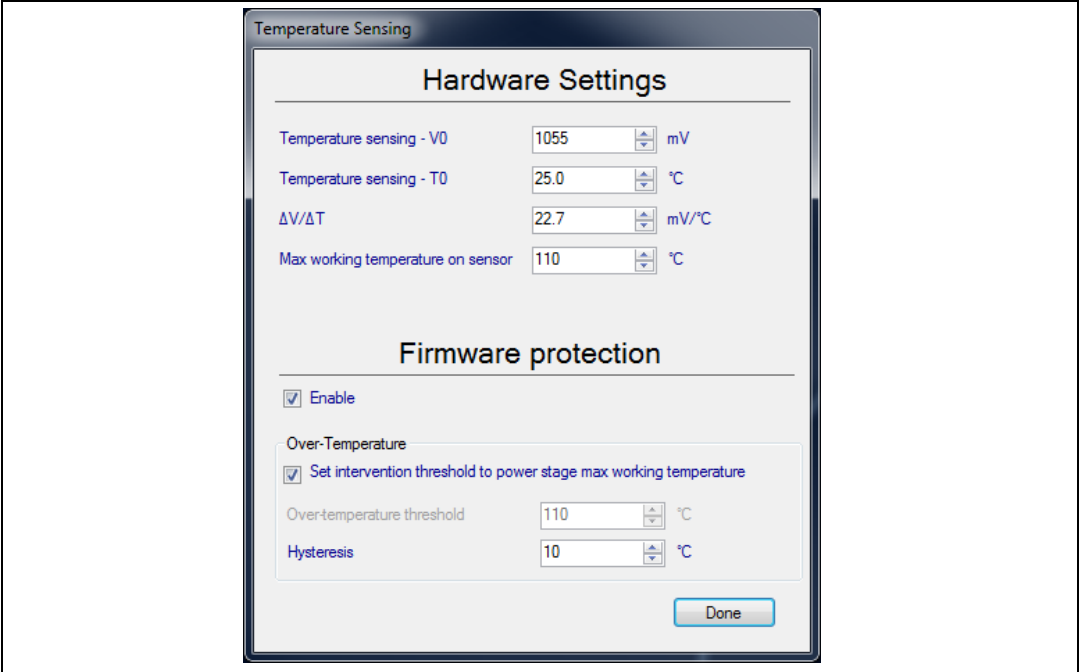 Temperature Sensing
Hardware Settings
Temperature sensing - V0 1055 mV
Temperature sensing - T0 25.0 °C
ΔV/ΔT 22.7 mV/°C
Max working temperature on sensor 110 °C
Firmware protection
Enable
Over-Temperature
Set intervention threshold to power stage max working temperature
Over-temperature threshold 110 °C
Hysteresis 10 °C
Done